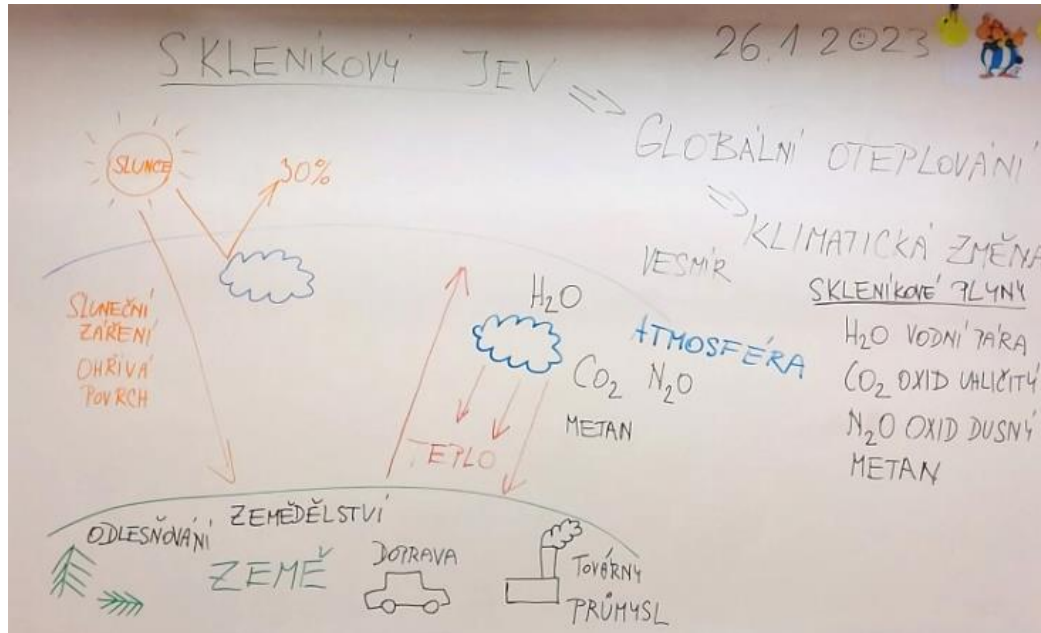 SKLENÍKOVÝ JEV
26.1 2023
⇒ GLOBÁLNÍ OTEPLOVÁNÍ
⇒ KLIMATICKÁ ZMĚNA
SLUNCE
30%
SLUNEČNÍ
ZÁŘENÍ
OHŘÍVÁ
POVRCH
VESMÍR
ATMOSFÉRA
H₂O
CO₂ N₂O
METAN
TEPLO
SKLENÍKOVÉ PLYNY
H₂O VODNÍ PÁRA
CO₂ OXID UHLIČITÝ
N₂O OXID DUSNÝ
METAN
ODLESŇOVÁNÍ
ZEMĚDĚLSTVÍ
ZEMĚ
DOPRAVA
TOVÁRNY
PRŮMYSL